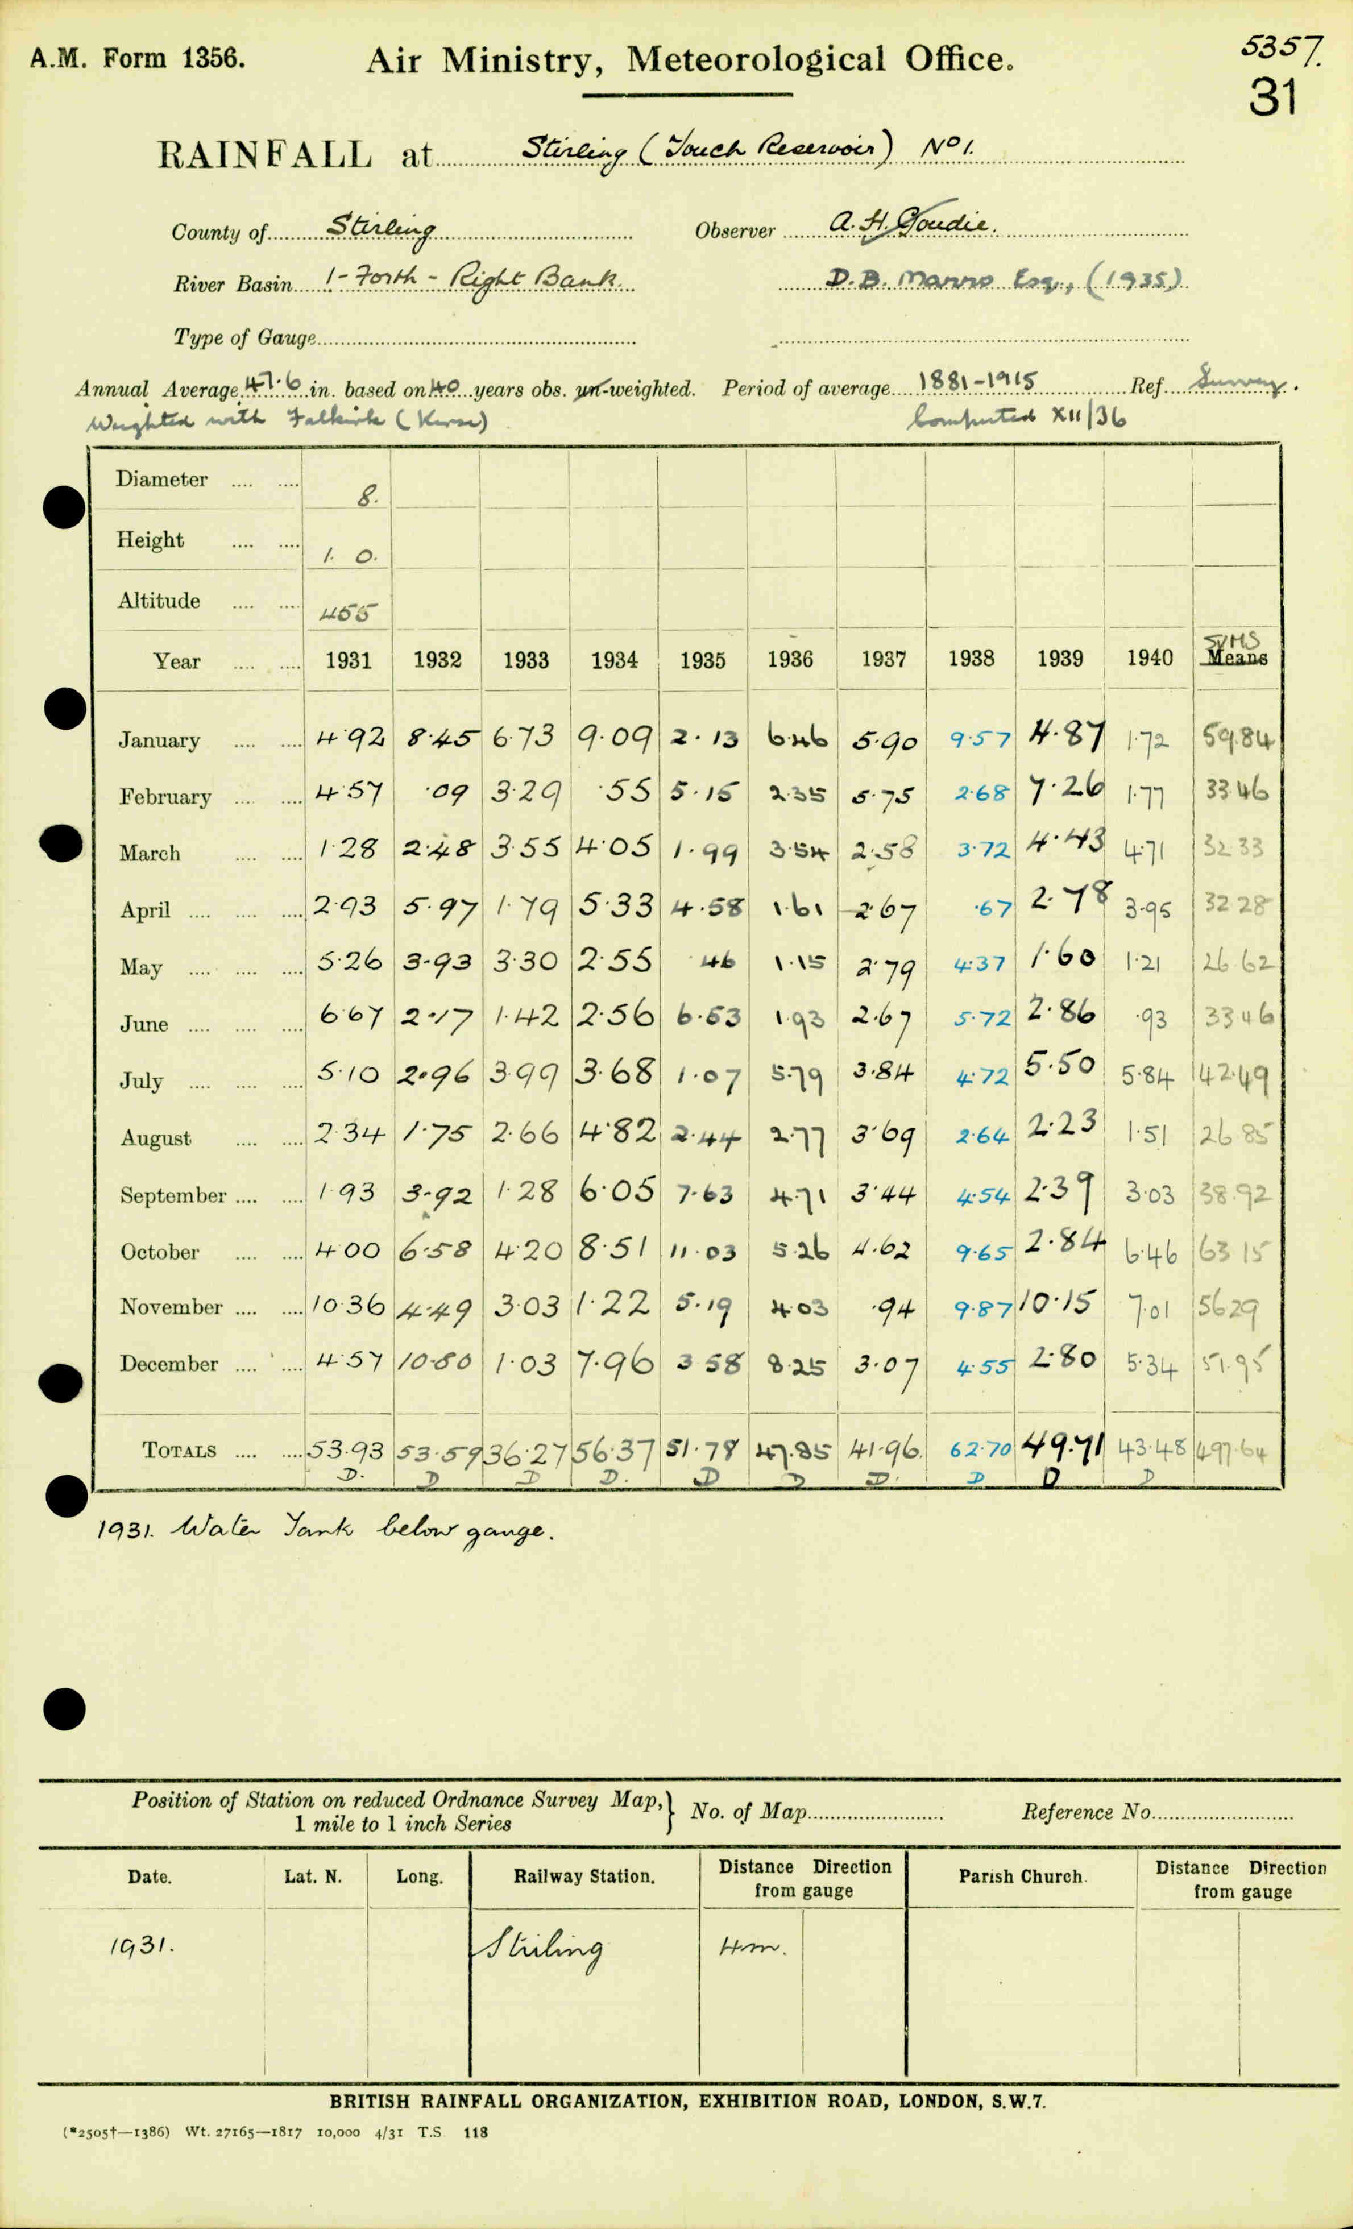 A.M. Form 1356.
Air Ministry, Meteorological Office.
5357.
31
RAINFALL at Stirling (Touch Reservoir) No 1.
County of Stirling Observer A. H. Goudie.
River Basin 1 - Forth - Right Bank D.B. Manro Esq., (1935)
Type of Gauge
Annual Average 47.6 in. based on 40 years obs. un-weighted. Period of average 1881-1915 Ref. Survey.
Weighted with Falkirk (Kerse) Computed XII/36
Diameter .... .... 8.
Height .... .... 1. 0.
Altitude .... .... 455
SUMS
Year .... .... 1931 1932 1933 1934 1935 1936 1937 1938 1939 1940 Means
January .... .... 4.92 8.45 6.73 9.09 2.13 6.46 5.90 9.57 4.87 1.72 59.84
February .... .... 4.57 .09 3.29 .55 5.15 2.35 5.75 2.68 7.26 1.77 33 46
March .... .... 1.28 2.48 3.55 4.05 1.99 3.54 2.58 3.72 4.43 4.71 32 33
April .... .... .... 2.93 5.97 1.79 5.33 4.58 1.61 2.67 .67 2.78 3.95 32 28
May .... .... .... 5.26 3.93 3.30 2.55 .46 1.15 2.79 4.37 1.60 1.21 26 62
June .... .... .... 6.67 2.17 1.42 2.56 6.53 1.93 2.67 5.72 2.86 .93 33 46
July .... .... .... 5.10 2.96 3.99 3.68 1.07 5.79 3.84 4.72 5.50 5.84 42.49
August .... .... 2.34 1.75 2.66 4.82 2.44 2.77 3.69 2.64 2.23 1.51 26 85
September .... .... 1.93 3.92 1.28 6.05 7.63 4.71 3.44 4.54 2.39 3.03 38.92
October .... .... 4.00 6.58 4.20 8.51 11.03 5.26 4.62 9.65 2.84 6.46 63 15
November .... .... 10.36 4.49 3.03 1.22 5.19 4.03 .94 9.87 10.15 7.01 56 29
December .... .... 4.57 10.80 1.03 7.96 3.58 8.25 3.07 4.55 2.80 5.34 51.95
TOTALS .... .... 53.93 53.59 36.27 56.37 51.78 47.85 41.96 62.70 49.71 43.48 497.64
D. D D D. D D D. D D D
1931. Water Tank below gauge.
Position of Station on reduced Ordnance Survey Map, } No. of Map Reference No.
1 mile to 1 inch Series
Date. Lat. N. Long. Railway Station. Distance Direction from gauge Parish Church. Distance Direction from gauge
1931. Stirling 4m.
BRITISH RAINFALL ORGANIZATION, EXHIBITION ROAD, LONDON, S.W.7.
(*2505†—1386) Wt. 27165—1817 10,000 4/31 T.S. 118